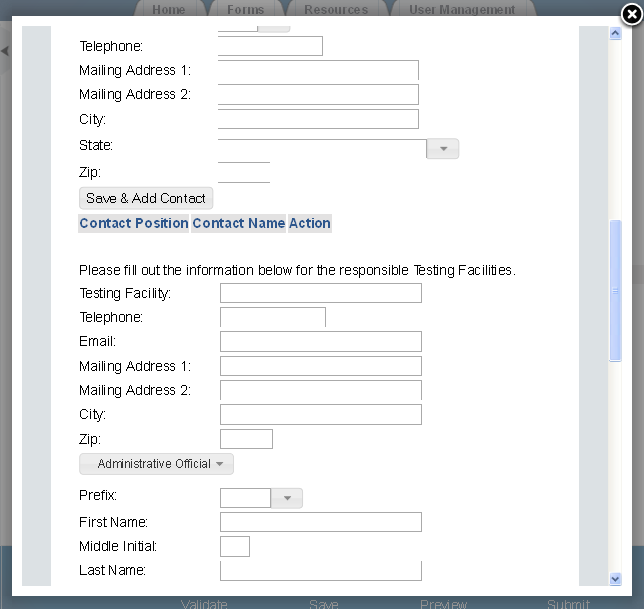 Home Forms Resources User Management
Telephone:
Mailing Address 1:
Mailing Address 2:
City:
State:
Zip:
Save & Add Contact
Contact Position Contact Name Action
Please fill out the information below for the responsible Testing Facilities.
Testing Facility:
Telephone:
Email:
Mailing Address 1:
Mailing Address 2:
City:
Zip:
Administrative Official
Prefix:
First Name:
Middle Initial:
Last Name:
Validate Save Preview Submit